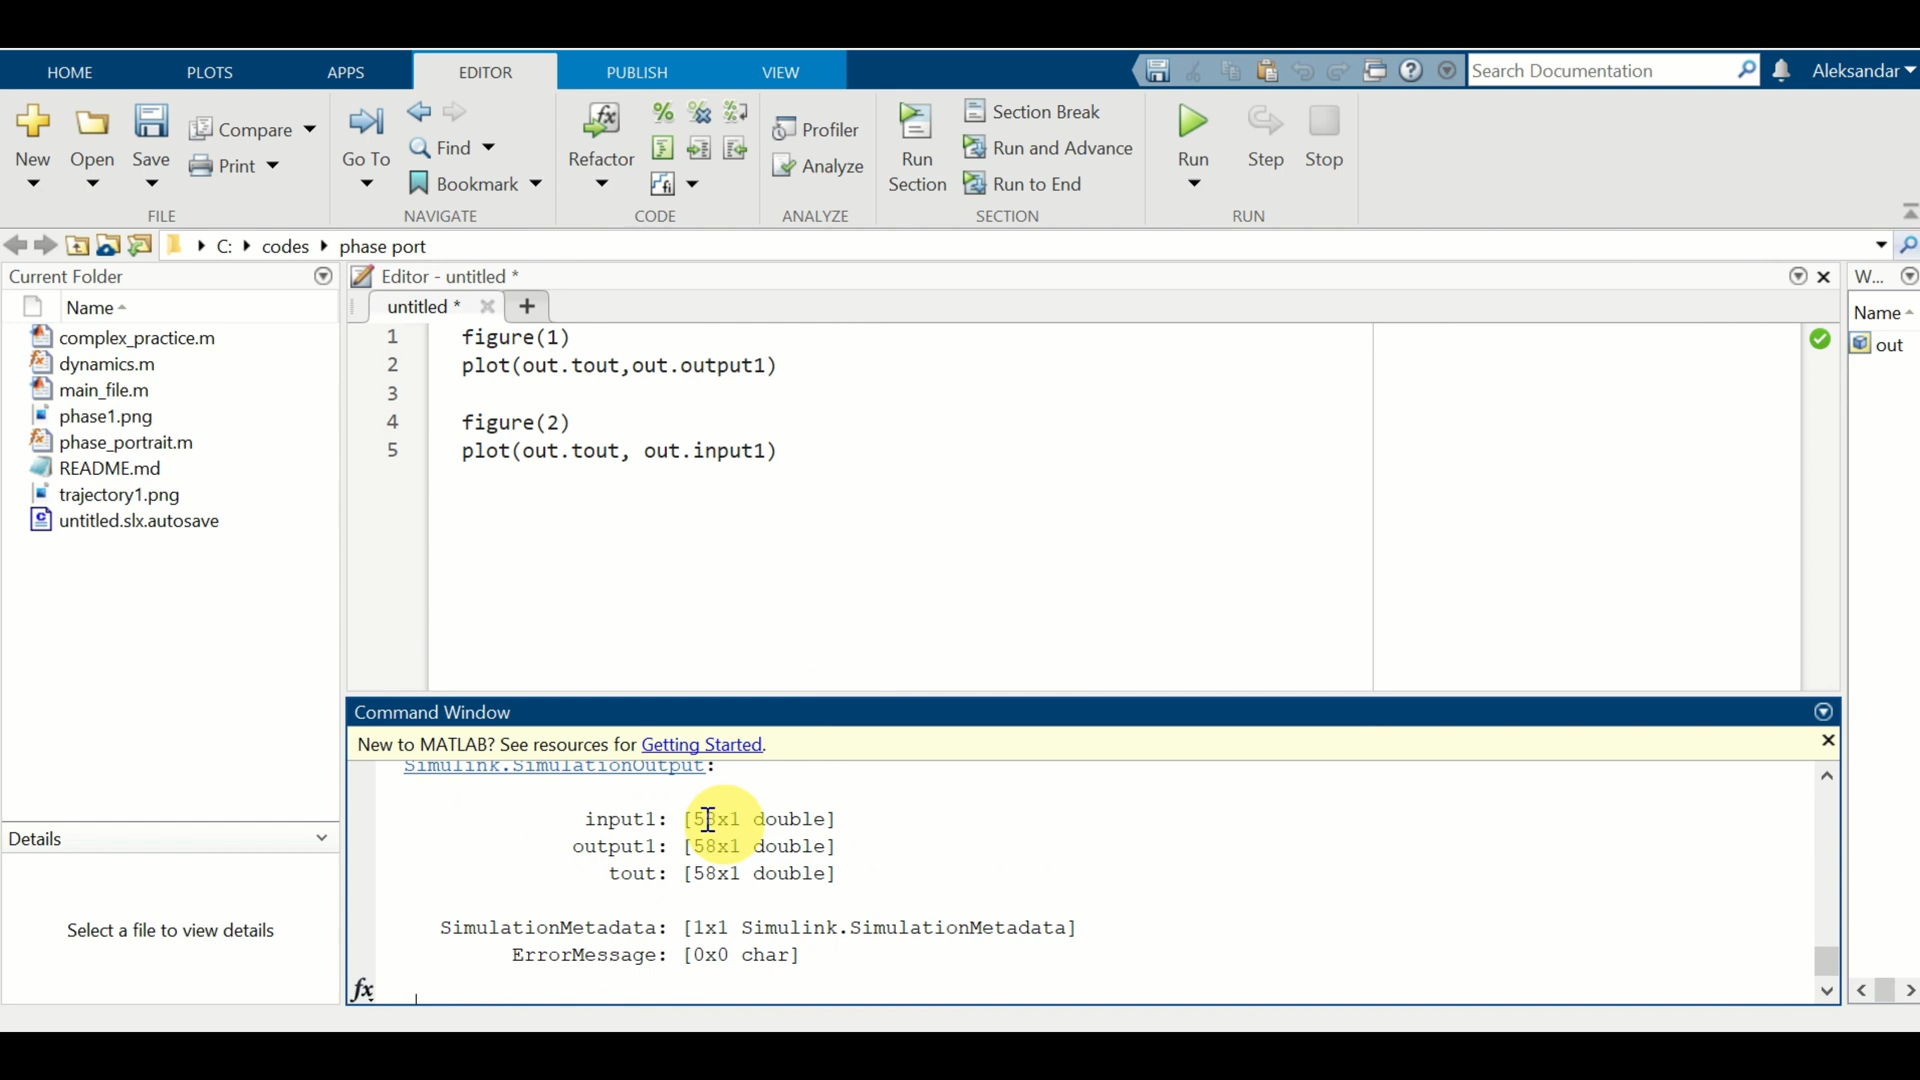 HOME PLOTS APPS EDITOR PUBLISH VIEW Search Documentation Aleksandar
New Open Save Compare Print FILE
Go To Find Bookmark NAVIGATE
Refactor CODE
Profiler Analyze ANALYZE
Run Section Section Break Run and Advance Run to End SECTION
Run Step Stop RUN
C: codes phase port
Current Folder
Name
complex_practice.m
dynamics.m
main_file.m
phase1.png
phase_portrait.m
README.md
trajectory1.png
untitled.slx.autosave
Details
Select a file to view details
Editor - untitled *
untitled *
1 figure(1)
2 plot(out.tout,out.output1)
3
4 figure(2)
5 plot(out.tout, out.input1)
Command Window
New to MATLAB? See resources for Getting Started.
Simulink.SimulationOutput:
input1: [58x1 double]
output1: [58x1 double]
tout: [58x1 double]
SimulationMetadata: [1x1 Simulink.SimulationMetadata]
ErrorMessage: [0x0 char]
fx
W...
Name
out